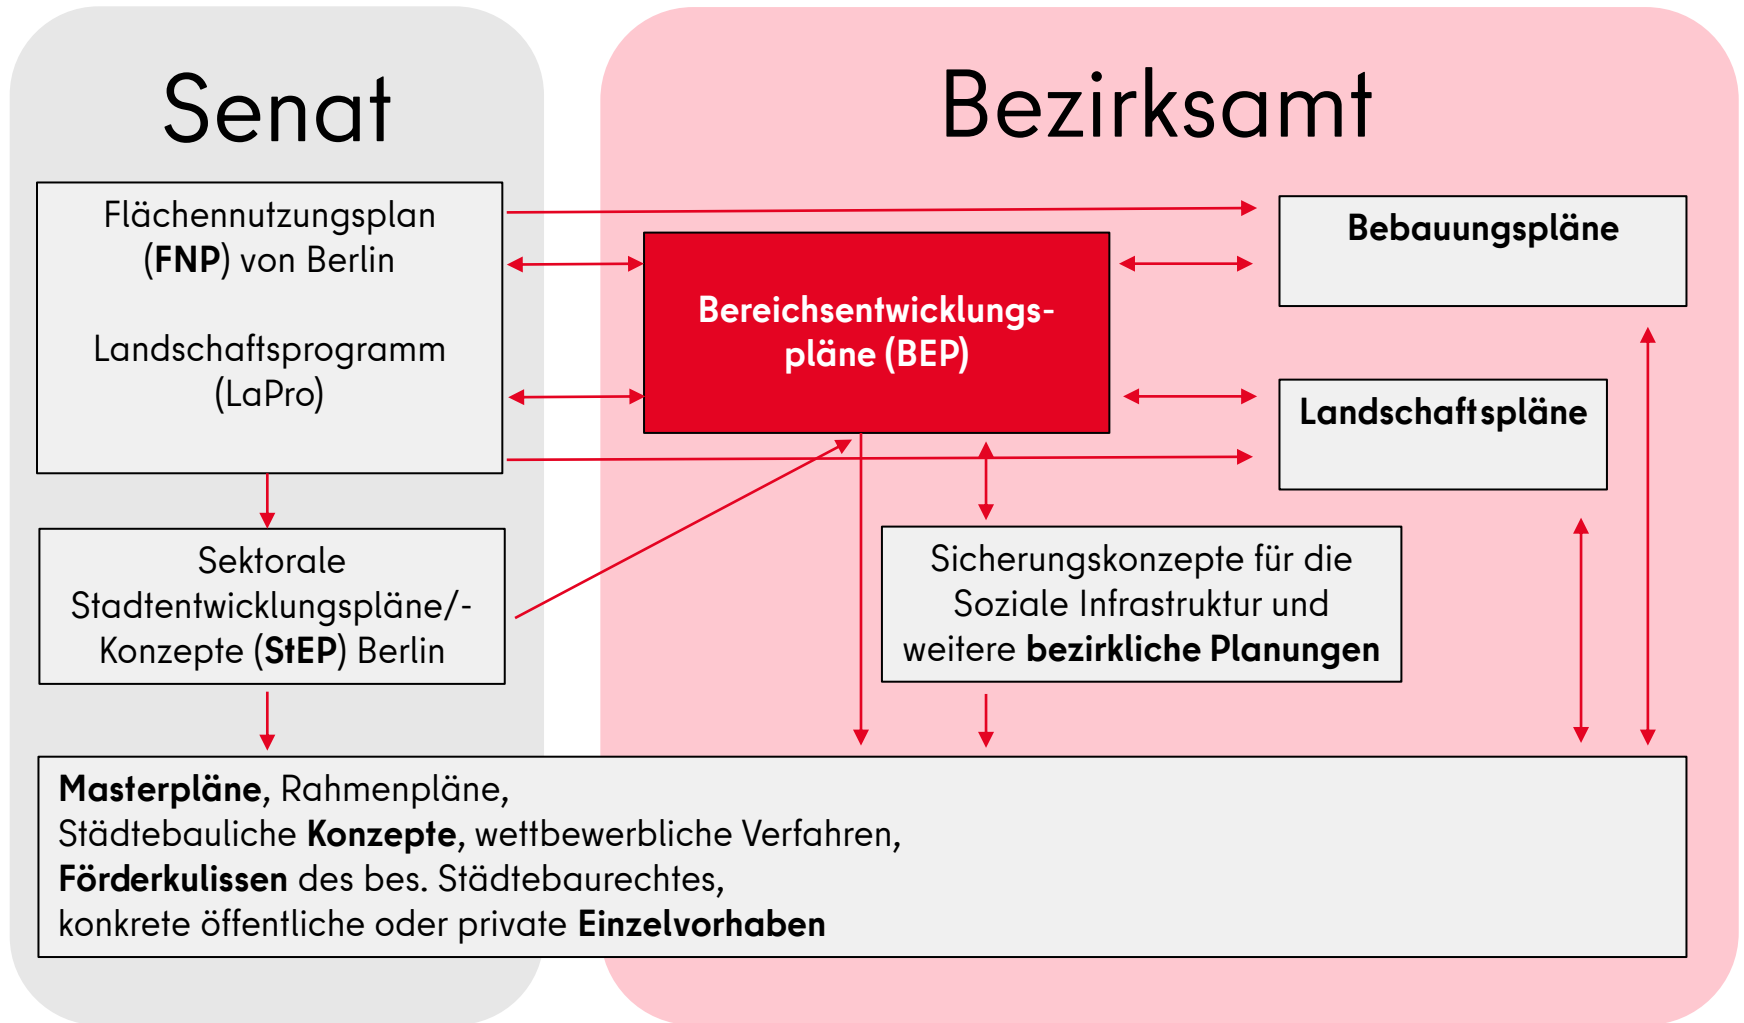 Senat
Bezirksamt
Flächennutzungsplan
(FNP) von Berlin
Landschaftsprogramm
(LaPro)
Bereichsentwicklungs-
pläne (BEP)
Bebauungspläne
Landschaftspläne
Sektorale
Stadtentwicklungspläne/-
Konzepte (StEP) Berlin
Sicherungskonzepte für die
Soziale Infrastruktur und
weitere bezirkliche Planungen
Masterpläne, Rahmenpläne,
Städtebauliche Konzepte, wettbewerbliche Verfahren,
Förderkulissen des bes. Städtebaurechtes,
konkrete öffentliche oder private Einzelvorhaben